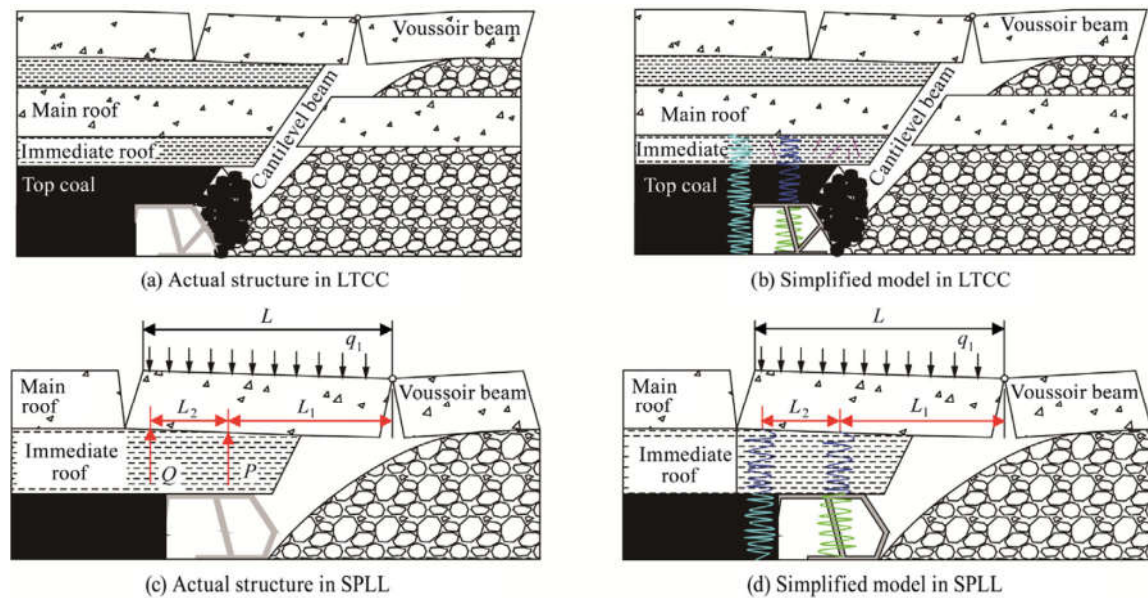 Voussoir beam
Main roof
Immediate roof
Cantilevel beam
Top coal
(a) Actual structure in LTCC
Voussoir beam
Main roof
Immediate
Cantilevel beam
Top coal
(b) Simplified model in LTCC
L
q₁
Main
roof
Voussoir beam
L₂
L₁
Immediate
roof
Q
P
(c) Actual structure in SPLL
L
q₁
Main
roof
Voussoir beam
L₂
L₁
Immediate
roof
(d) Simplified model in SPLL